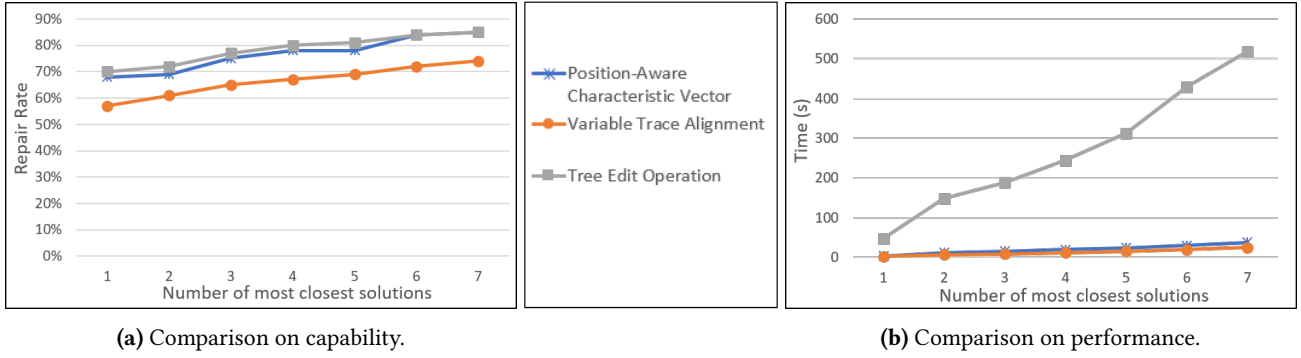 90%
80%
70%
60%
50%
40%
30%
20%
10%
0%
Repair Rate
1 2 3 4 5 6 7
Number of most closest solutions
Position-Aware
Characteristic Vector
Variable Trace Alignment
Tree Edit Operation
600
500
400
300
200
100
0
Time (s)
1 2 3 4 5 6 7
Number of most closest solutions
(a) Comparison on capability.
(b) Comparison on performance.